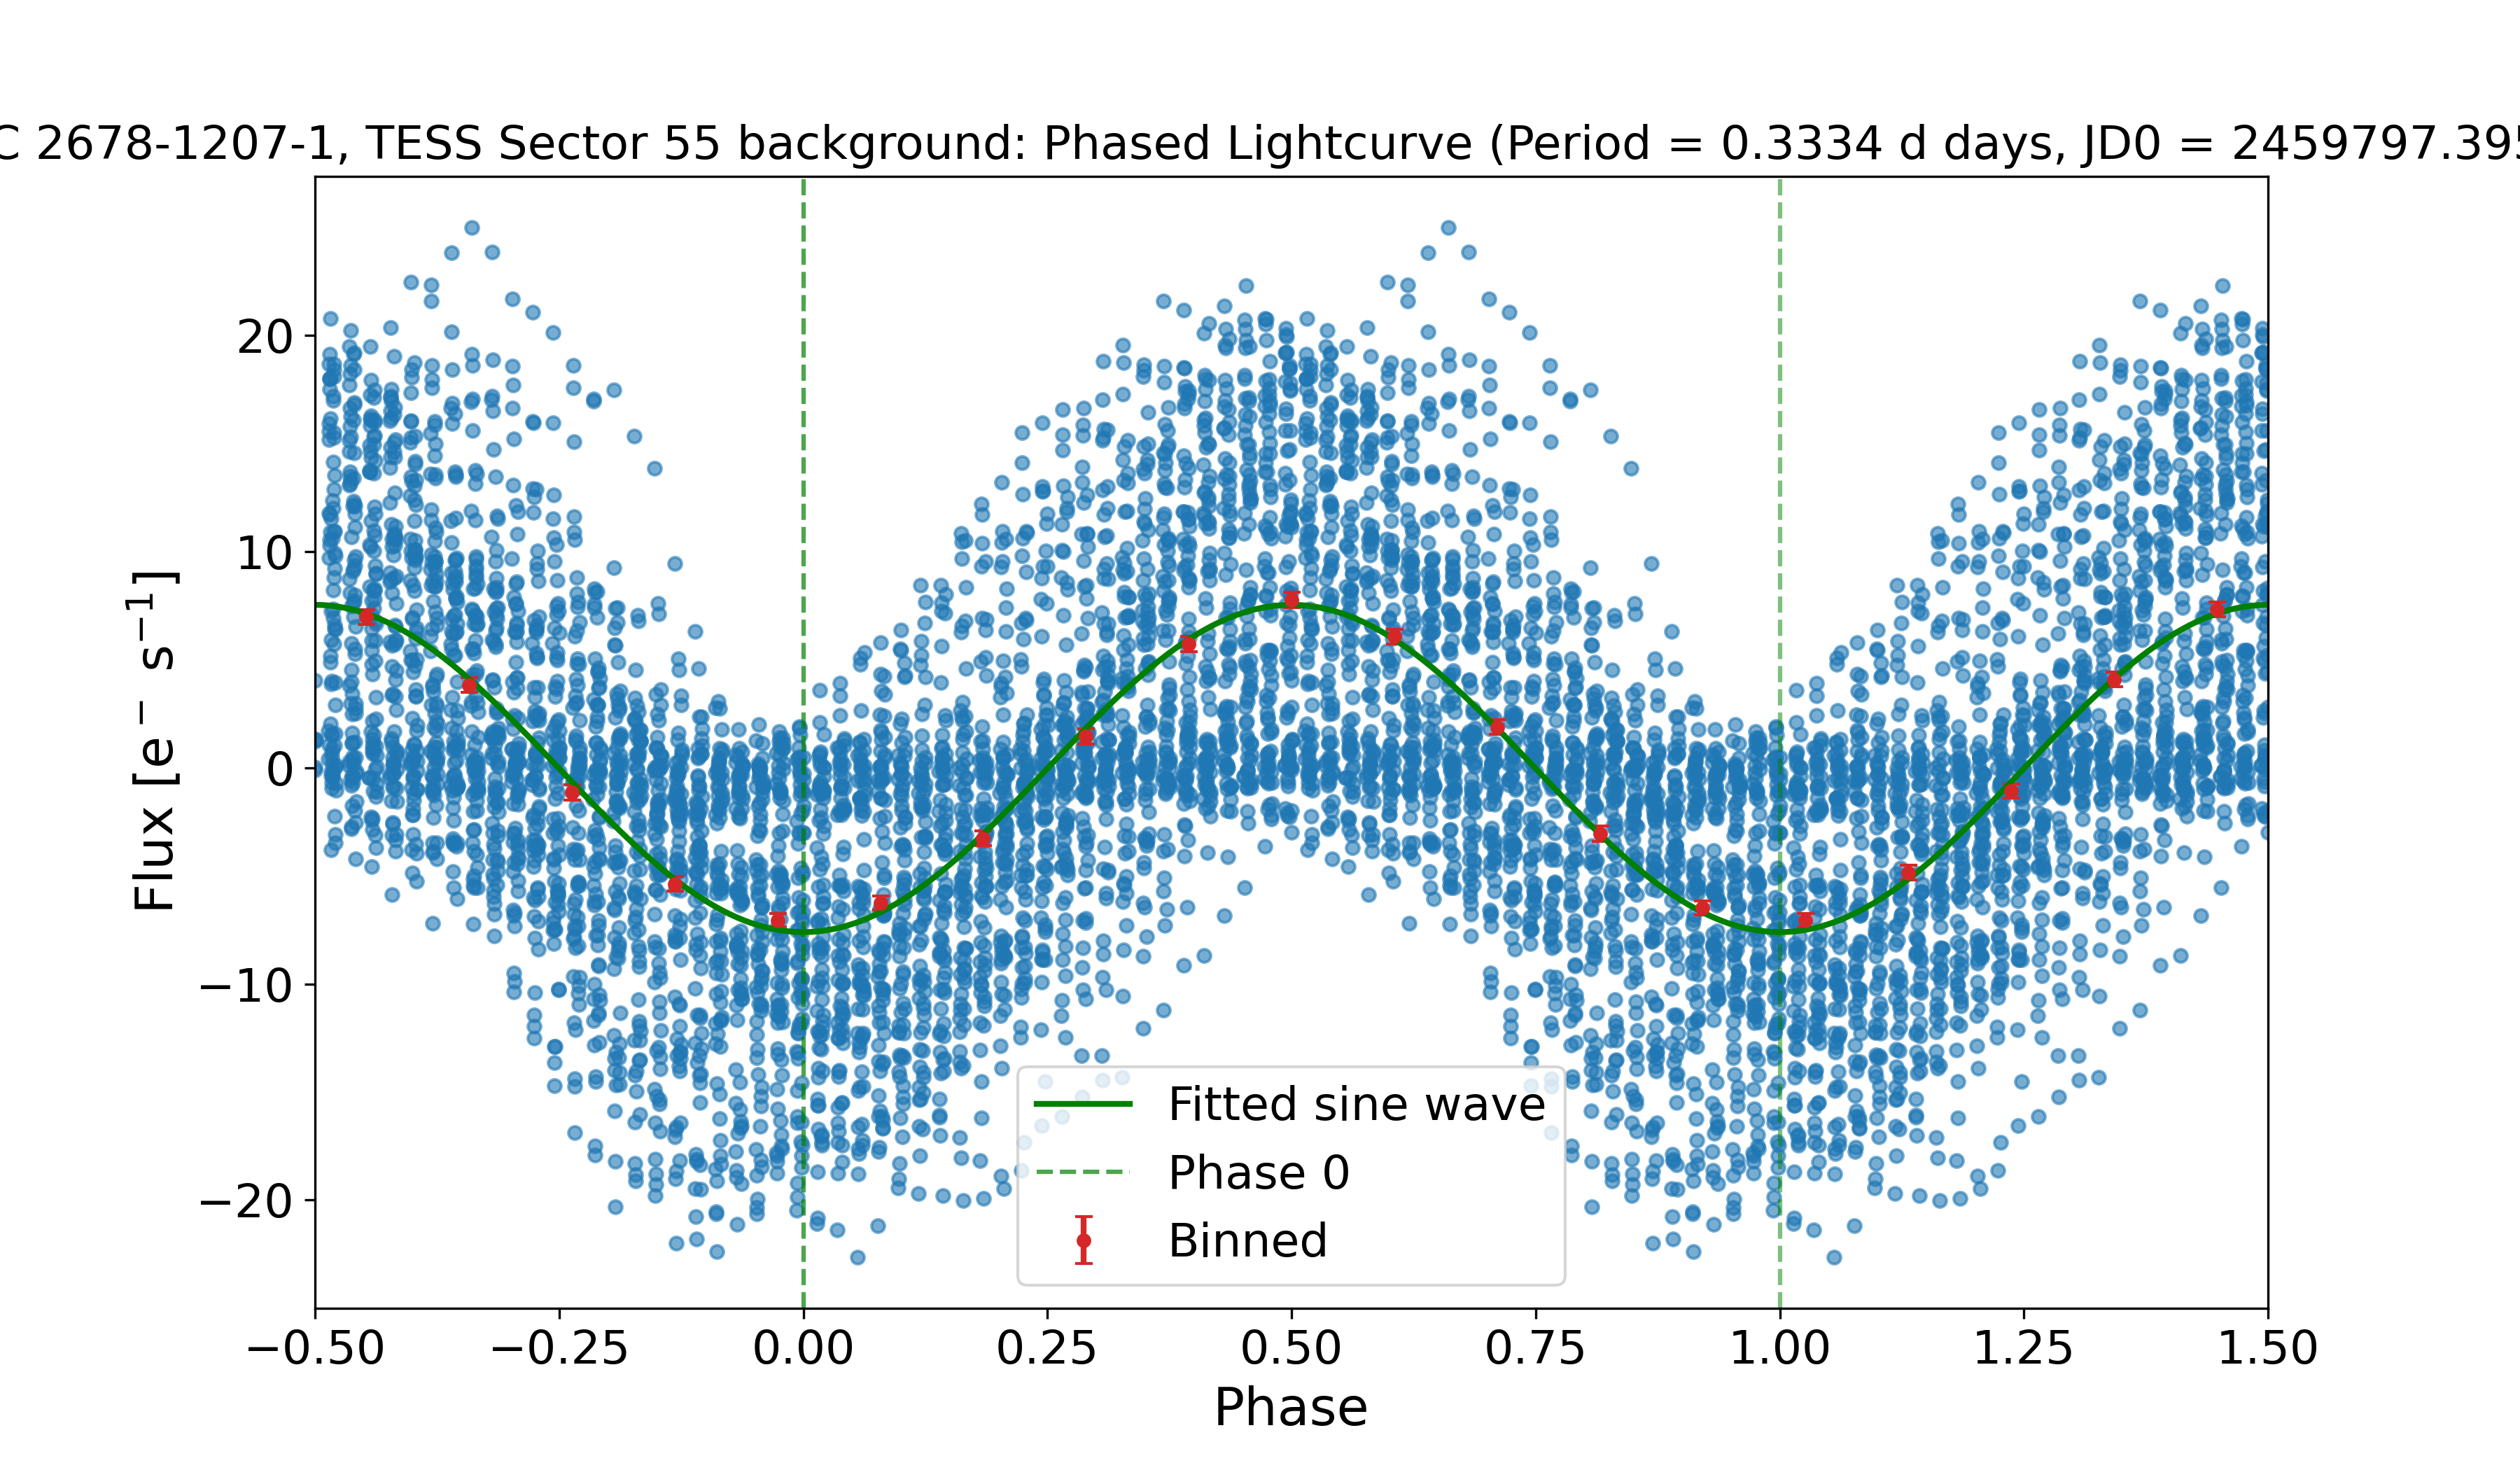 C 2678-1207-1, TESS Sector 55 background: Phased Lightcurve (Period = 0.3334 d days, JD0 = 2459797.395
20
10
0
−10
−20
Flux [e⁻ s⁻¹]
Fitted sine wave
Phase 0
Binned
−0.50 −0.25 0.00 0.25 0.50 0.75 1.00 1.25 1.50
Phase